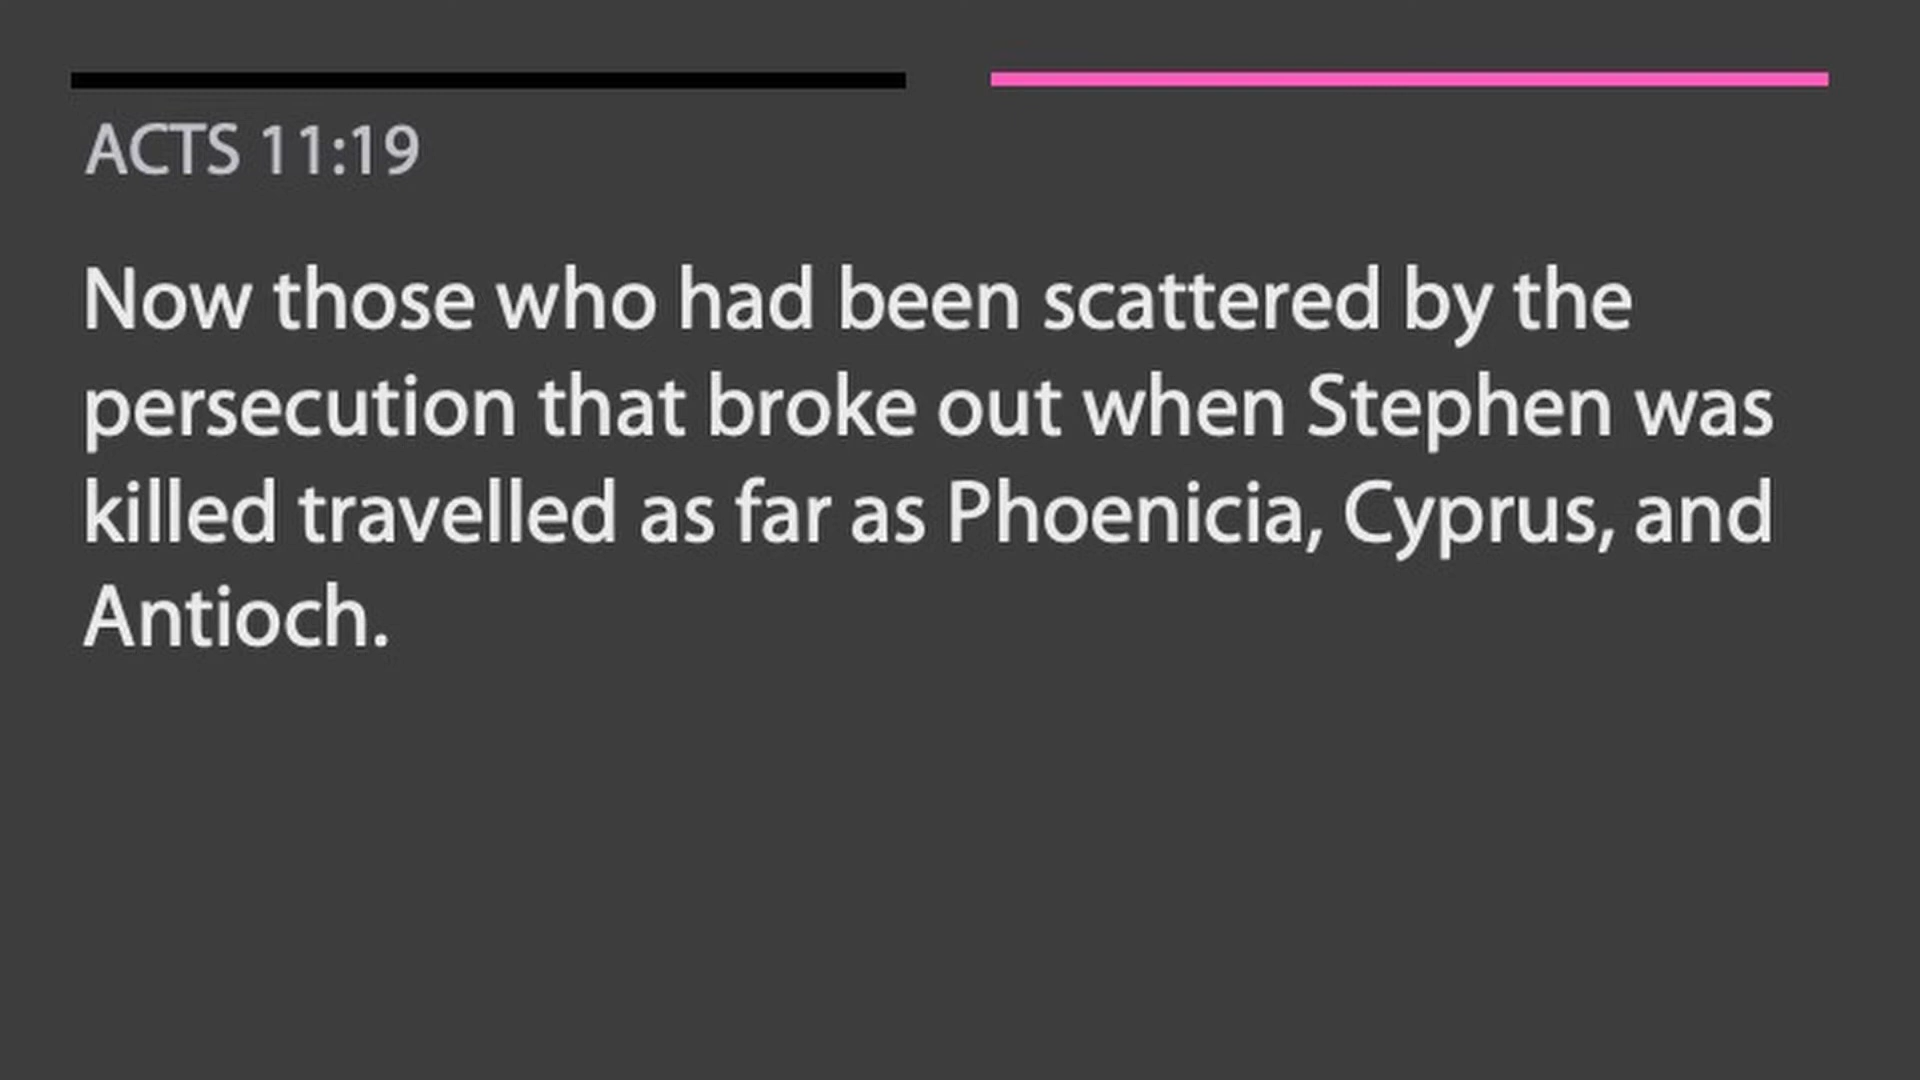 ACTS 11:19
Now those who had been scattered by the
persecution that broke out when Stephen was
killed travelled as far as Phoenicia, Cyprus, and
Antioch.